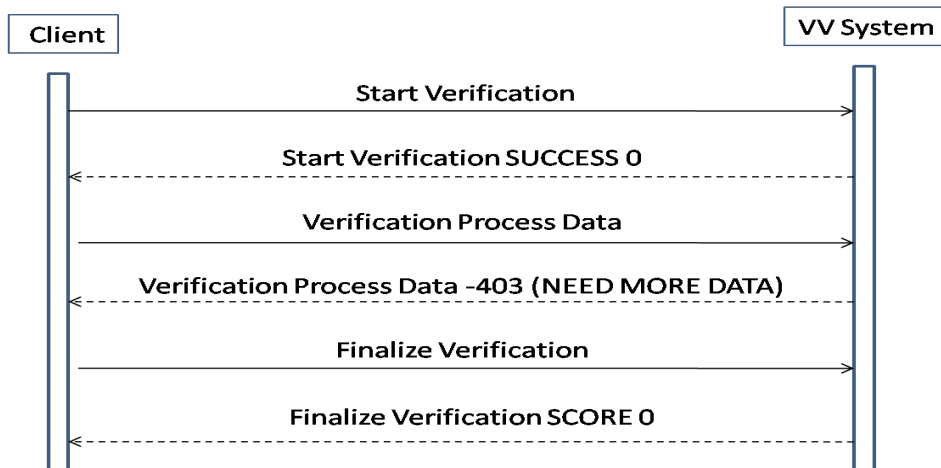 Client
VV System
Start Verification
Start Verification SUCCESS 0
Verification Process Data
Verification Process Data -403 (NEED MORE DATA)
Finalize Verification
Finalize Verification SCORE 0